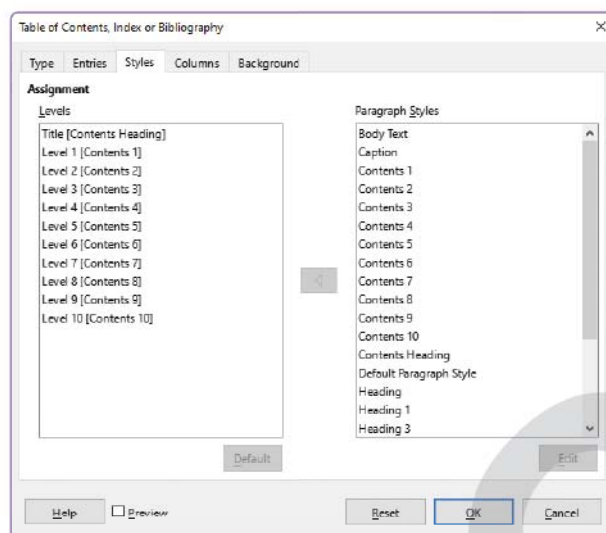 Table of Contents, Index or Bibliography
Type Entries Styles Columns Background
Assignment
Levels
Title [Contents Heading]
Level 1 [Contents 1]
Level 2 [Contents 2]
Level 3 [Contents 3]
Level 4 [Contents 4]
Level 5 [Contents 5]
Level 6 [Contents 6]
Level 7 [Contents 7]
Level 8 [Contents 8]
Level 9 [Contents 9]
Level 10 [Contents 10]
Default
Paragraph Styles
Body Text
Caption
Contents 1
Contents 2
Contents 3
Contents 4
Contents 5
Contents 6
Contents 7
Contents 8
Contents 9
Contents 10
Contents Heading
Default Paragraph Style
Heading
Heading 1
Heading 3
Edit
Help Preview Reset OK Cancel